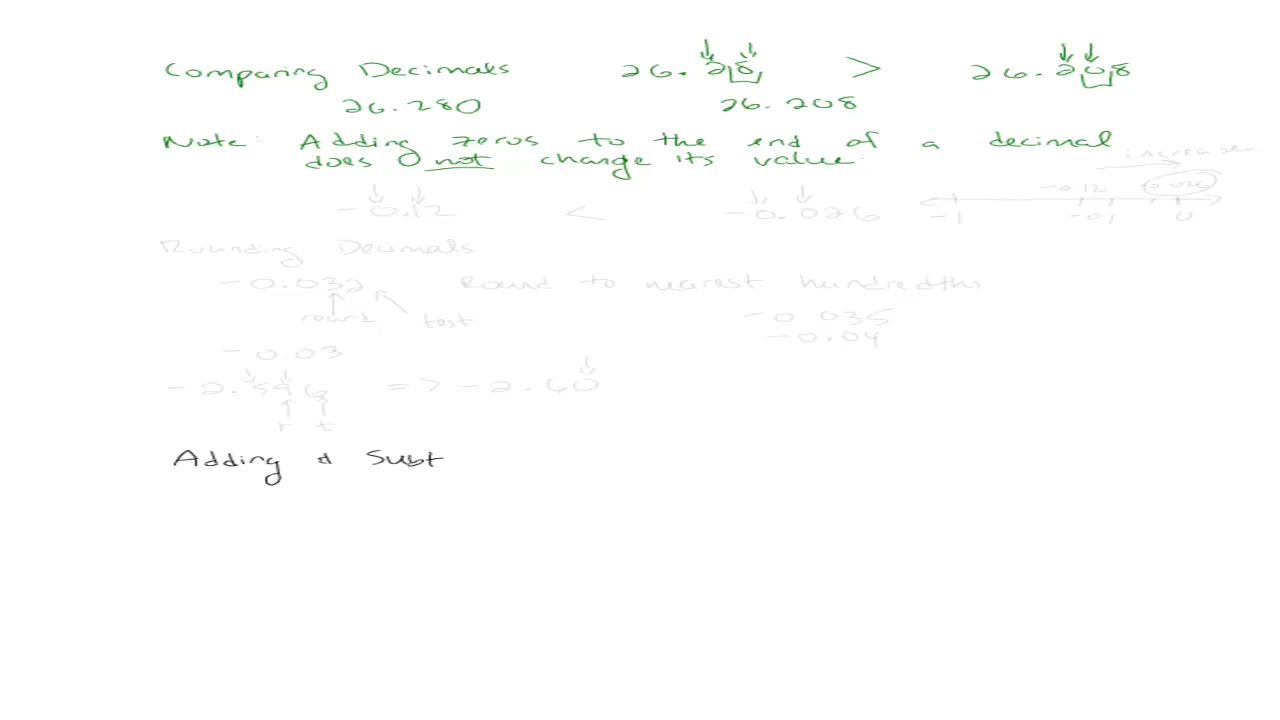 Comparing Decimals 26.28 > 26.208
26.280 26.208
Note: Adding zeros to the end of a decimal
does not change its value.
increase
-0.12 < -0.026
-0.12 0.026
-1 -0.1 0
Rounding Decimals
-0.032 Round to nearest hundredths
round test
-0.035
-0.04
-0.03
-2.596 => -2.60
r t
Adding & Subt